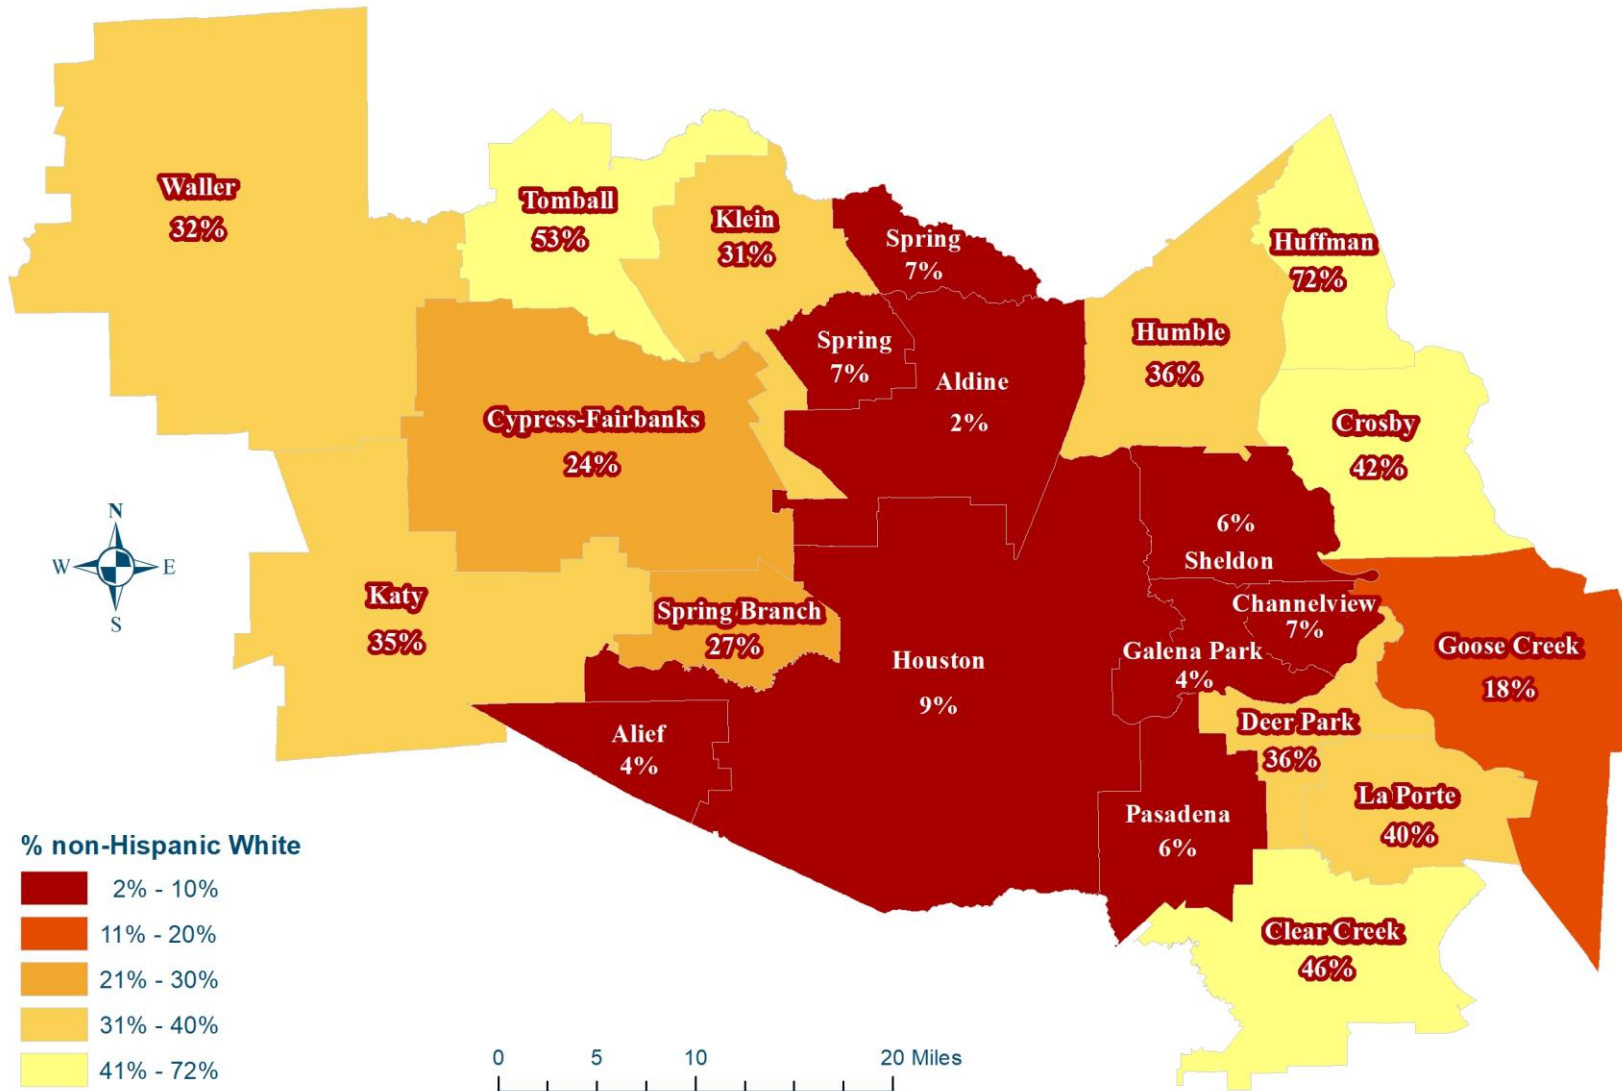 Waller
32%
Tomball
53%
Klein
31%
Spring
7%
Huffman
72%
Spring
7%
Aldine
2%
Humble
36%
Cypress-Fairbanks
24%
Crosby
42%
N
W E
S
6%
Sheldon
Katy
35%
Spring Branch
27%
Channelview
7%
Houston
9%
Galena Park
4%
Goose Creek
18%
Alief
4%
Deer Park
36%
La Porte
40%
Pasadena
6%
Clear Creek
46%
% non-Hispanic White
2% - 10%
11% - 20%
21% - 30%
31% - 40%
41% - 72%
0 5 10 20 Miles